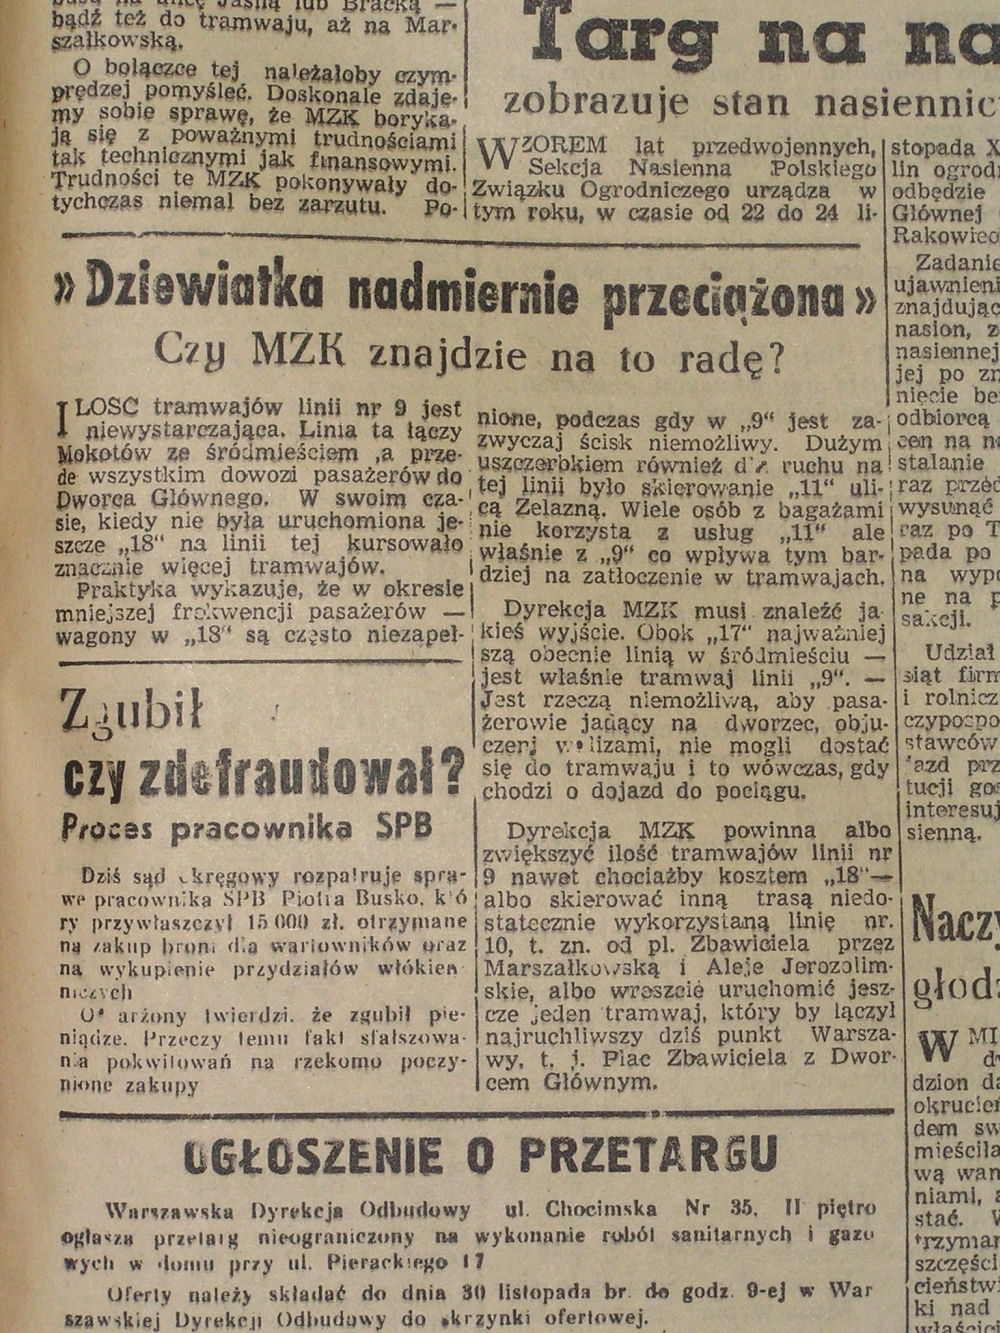 Jasną lub Bracką —
bądź też do tramwaju, aż na Mar-
szałkowską.
O bolączce tej należałoby czym-
prędzej pomyśleć. Doskonale zdaje-
my sobie sprawę, że MZK boryka-
ją się z poważnymi trudnościami
tak technicznymi jak finansowymi.
Trudności te MZK pokonywały do-
tychczas niemal bez zarzutu. Po-
Targ na na
zobrazuje stan nasiennic
WZOREM lat przedwojennych,
Sekcja Nasienna Polskiego
Związku Ogrodniczego urządza w
tym roku, w czasie od 22 do 24 li-
stopada X
lin ogrod
odbędzie
Głównej
Rakowiec
Zadanie
ujawnieni
znajdując
nasion, z
nasiennej
jej po zn
nięcie be
odbiorcą
cen na n
stalanie
raz przed
wysunąć
raz po T
pada po
na wyp
ne na p
sakcji.
Udział
siąt firm
i rolnicz
czypospo
stawców
azd prz
tucji go
interesuj
sienną.
»Dziewiątka nadmiernie przeciążona»
Czy MZK znajdzie na to radę?
ILOSC tramwajów linii nr 9 jest
niewystarczająca. Linia ta łączy
Mokotów ze śródmieściem ,a prze-
de wszystkim dowozi pasażerów do
Dworca Głównego. W swoim cza-
sie, kiedy nie była uruchomiona je-
szcze „18“ na linii tej kursowało
znacznie więcej tramwajów.
Praktyka wykazuje, że w okresie
mniejszej frekwencji pasażerów —
wagony w „18“ są często niezapeł-
nione, podczas gdy w „9“ jest za-
zwyczaj ścisk niemożliwy. Dużym
uszczerbkiem również dla ruchu na
tej linii było skierowanie „11“ uli-
cą Żelazną. Wiele osób z bagażami
nie korzysta z usług „11“ ale
właśnie z „9“ co wpływa tym bar-
dziej na zatłoczenie w tramwajach.
Dyrekcja MZK musi znaleźć ja-
kieś wyjście. Obok „17“ najważniej
szą obecnie linią w śródmieściu —
jest właśnie tramwaj linii „9“. —
Jest rzeczą niemożliwą, aby pasa-
żerowie jadący na dworzec, obju-
czeni walizami, nie mogli dostać
się do tramwaju i to wówczas, gdy
chodzi o dojazd do pociągu.
Dyrekcja MZK powinna albo
zwiększyć ilość tramwajów linii nr
9 nawet chociażby kosztem „18“—
albo skierować inną trasą niedo-
statecznie wykorzystaną linię nr.
10, t. zn. od pl. Zbawiciela przez
Marszałkowską i Aleje Jerozolim-
skie, albo wreszcie uruchomić jesz-
cze jeden tramwaj, który by łączył
najruchliwszy dziś punkt Warsza-
wy, t. j. Plac Zbawiciela z Dwor-
cem Głównym.
Zgubił
czy zdefraudował?
Proces pracownika SPB
Dziś sąd okręgowy rozpatruje spra-
wę pracownika SPB Piotra Busko, któ
ry przywłaszczył 15 000 zł. otrzymane
na zakup broni dla wartowników oraz
na wykupienie przydziałów włókien
niczych
Oskarżony twierdzi, że zgubił pie-
niądze. Przeczy temu fakt sfałszowa-
nia pokwitowań na rzekomo poczy-
nione zakupy
OGŁOSZENIE O PRZETARGU
Warszawska Dyrekcja Odbudowy ul. Chocimska Nr 35, II piętro
ogłasza przetarg nieograniczony na wykonanie robót sanitarnych i gazo
wych w domu przy ul. Pierackiego 17
Oferty należy składać do dnia 30 listopada br. do godz. 9-ej w War
szawskiej Dyrekcji Odbudowy do skrzynki ofertowej.
Naczy
głodz
W MI
dzion da
okrucień
dem sw
mieściła
wą wan
niami, a
stać. W
trzyman
szczęści
cieństwi
ki nad